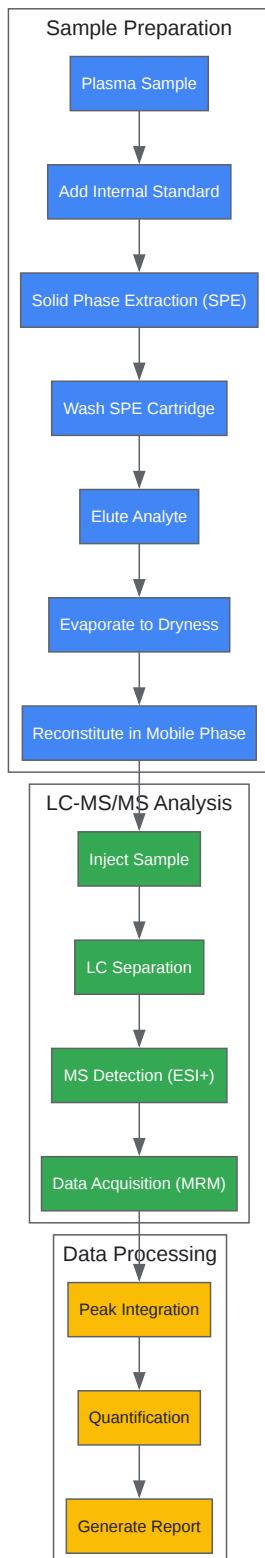 Sample Preparation
Plasma Sample
Add Internal Standard
Solid Phase Extraction (SPE)
Wash SPE Cartridge
Elute Analyte
Evaporate to Dryness
Reconstitute in Mobile Phase
LC-MS/MS Analysis
Inject Sample
LC Separation
MS Detection (ESI+)
Data Acquisition (MRM)
Data Processing
Peak Integration
Quantification
Generate Report